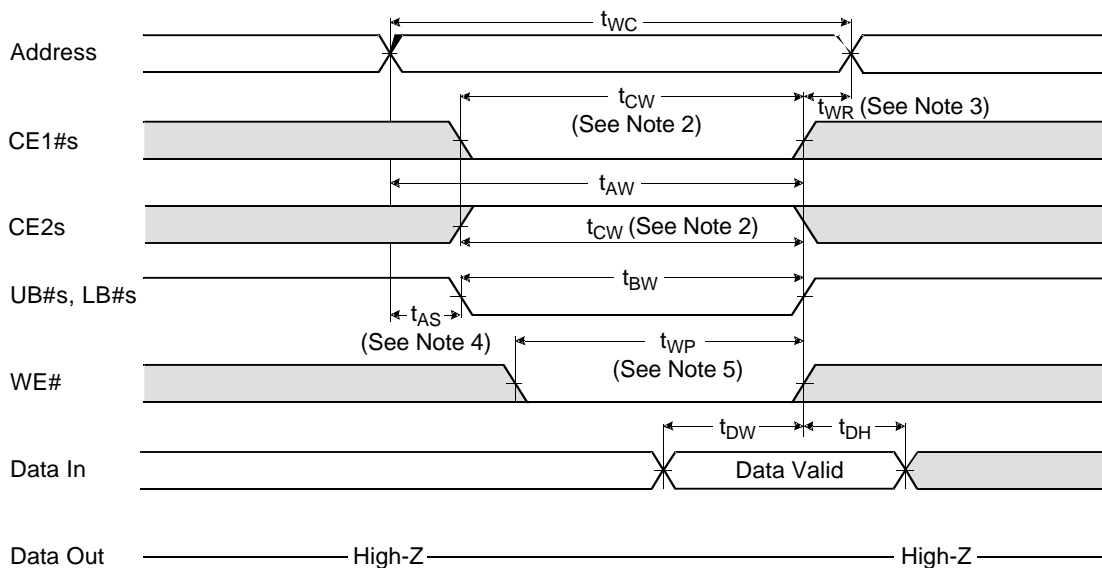 tWC
Address
tCW
(See Note 2)
tWR (See Note 3)
CE1#s
tAW
CE2s
tCW (See Note 2)
tBW
UB#s, LB#s
tAS
(See Note 4)
tWP
(See Note 5)
WE#
tDW
tDH
Data In
Data Valid
Data Out
High-Z
High-Z